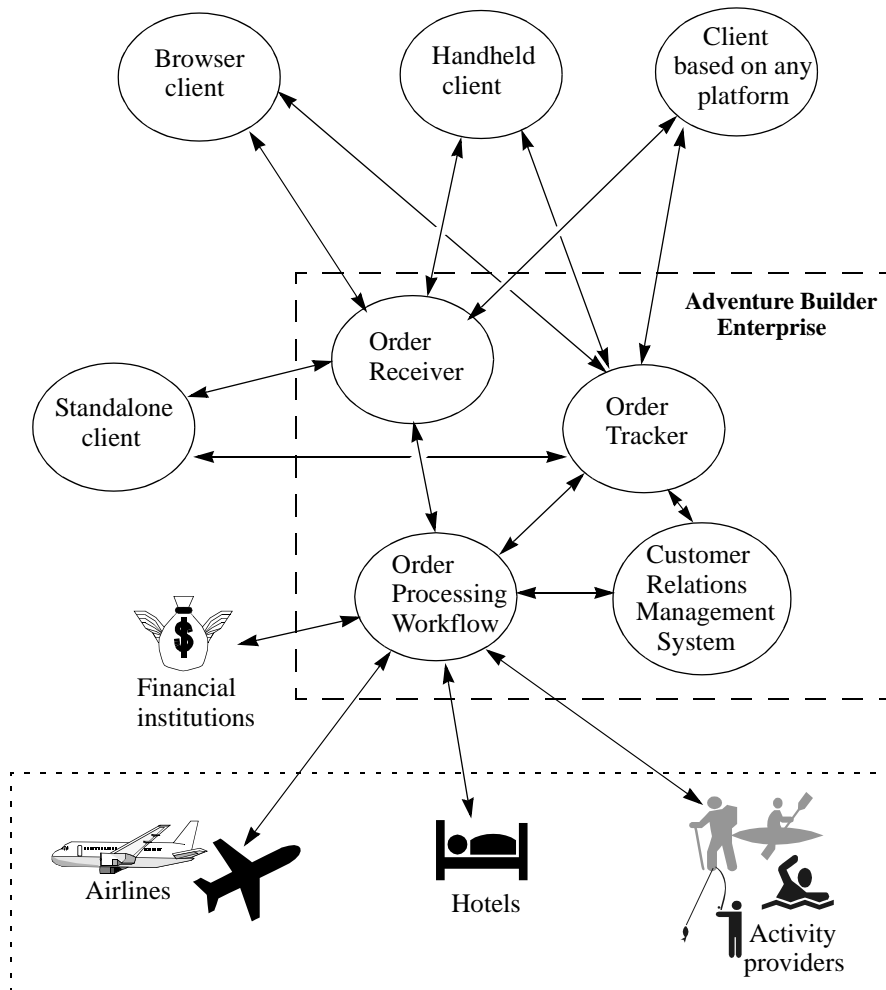 Browser
client
Handheld
client
Client
based on any
platform
Adventure Builder
Enterprise
Order
Receiver
Order
Tracker
Standalone
client
Order
Processing
Workflow
Customer
Relations
Management
System
$
Financial
institutions
Airlines
Hotels
Activity
providers